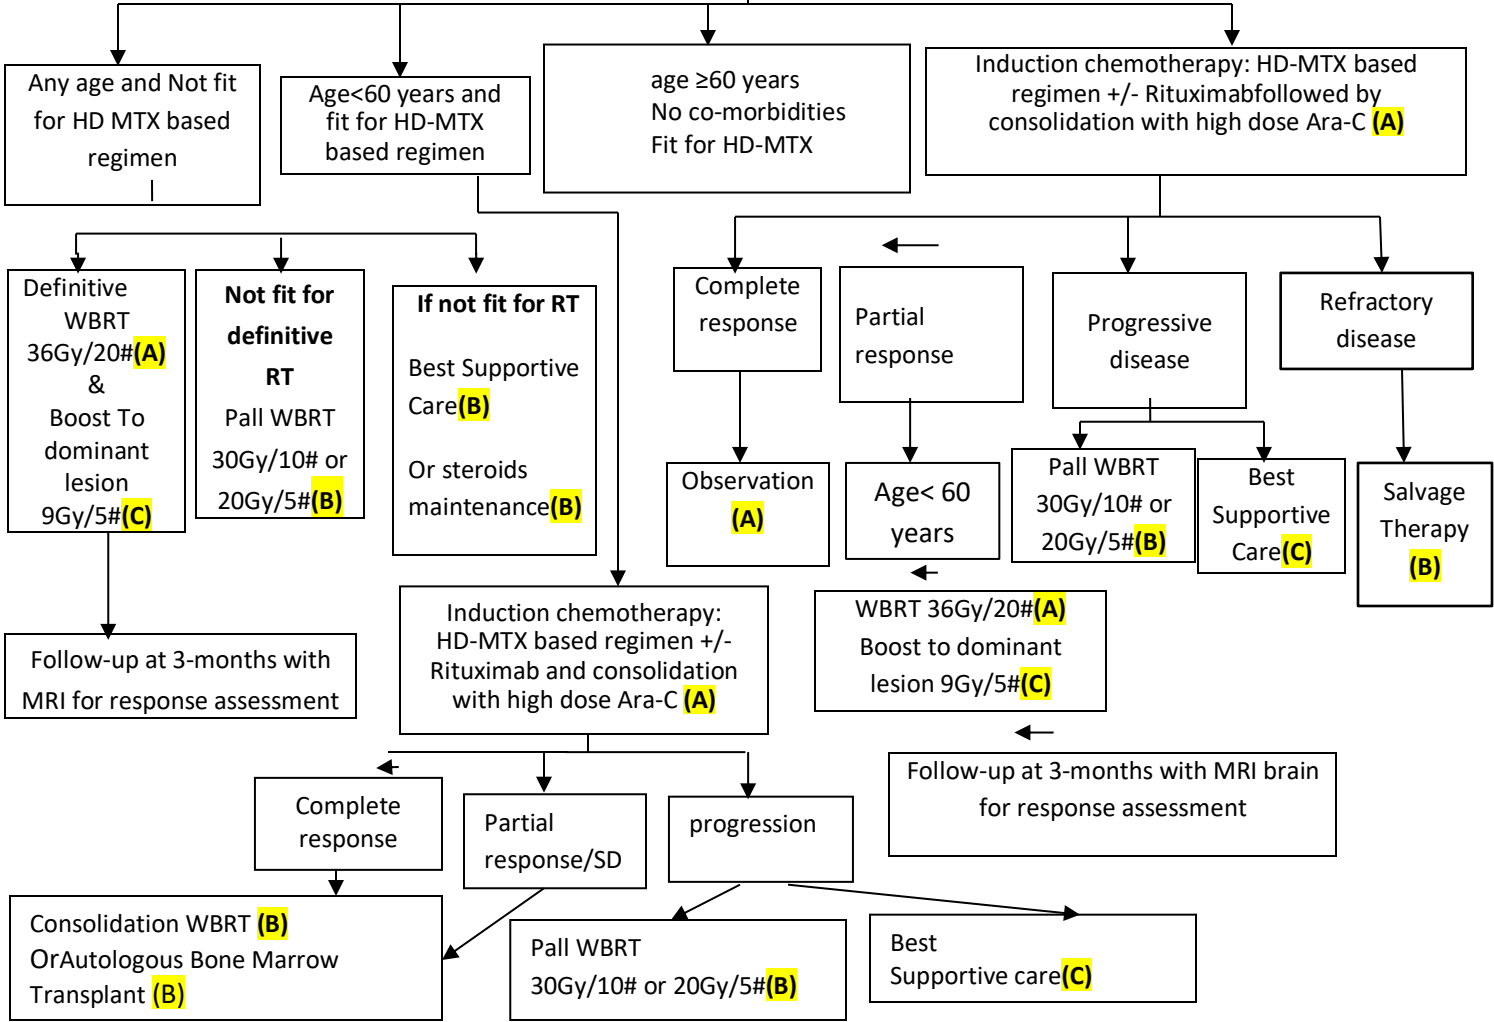 Any age and Not fit
for HD MTX based
regimen
Age<60 years and
fit for HD-MTX
based regimen
age ≥60 years
No co-morbidities
Fit for HD-MTX
Induction chemotherapy: HD-MTX based
regimen +/- Rituximabfollowed by
consolidation with high dose Ara-C (A)
Definitive
WBRT
36Gy/20#(A)
&
Boost To
dominant
lesion
9Gy/5#(C)
Not fit for
definitive
RT
Pall WBRT
30Gy/10# or
20Gy/5#(B)
If not fit for RT
Best Supportive
Care(B)
Or steroids
maintenance(B)
Complete
response
Partial
response
Progressive
disease
Refractory
disease
Observation
(A)
Age< 60
years
Pall WBRT
30Gy/10# or
20Gy/5#(B)
Best
Supportive
Care(C)
Salvage
Therapy
(B)
WBRT 36Gy/20#(A)
Boost to dominant
lesion 9Gy/5#(C)
Follow-up at 3-months with
MRI for response assessment
Induction chemotherapy:
HD-MTX based regimen +/-
Rituximab and consolidation
with high dose Ara-C (A)
Follow-up at 3-months with MRI brain
for response assessment
Complete
response
Partial
response/SD
progression
Consolidation WBRT (B)
OrAutologous Bone Marrow
Transplant (B)
Pall WBRT
30Gy/10# or 20Gy/5#(B)
Best
Supportive care(C)